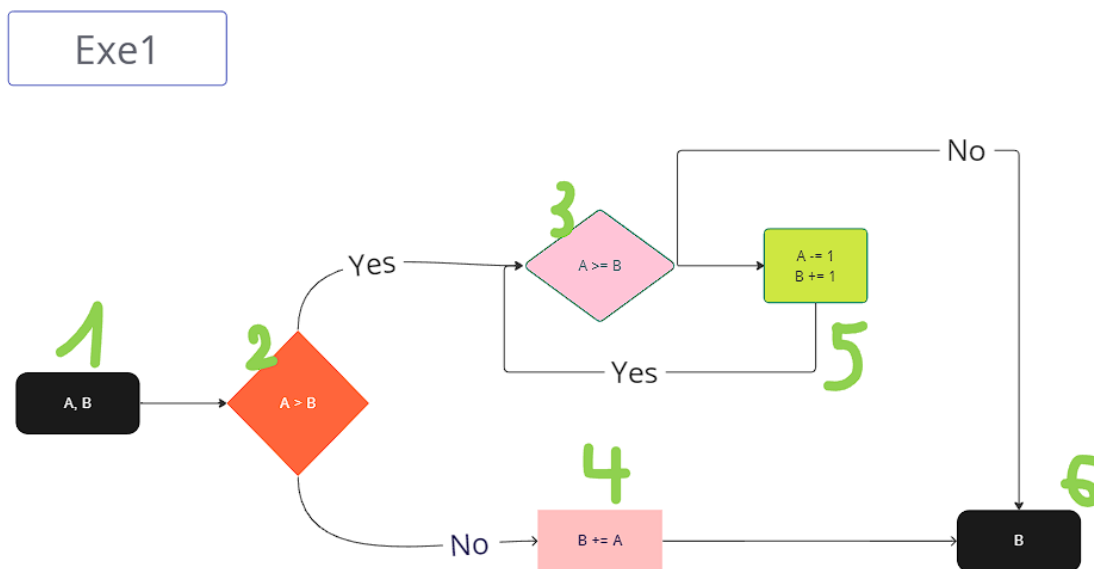 Exe1
No
3
A >= B
A -= 1
B += 1
Yes
1
2
5
Yes
A, B
A > B
4
6
No
B += A
B